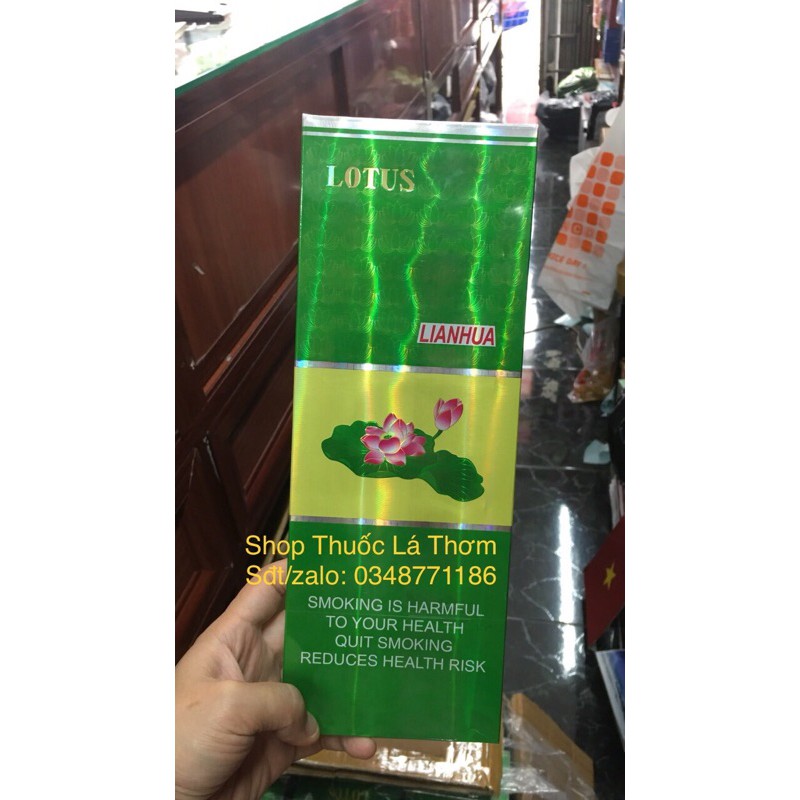 LOTUS
LIANHUA
Shop Thuốc Lá Thơm
Sđt/zalo: 0348771186
SMOKING IS HARMFUL
TO YOUR HEALTH
QUIT SMOKING
REDUCES HEALTH RISK